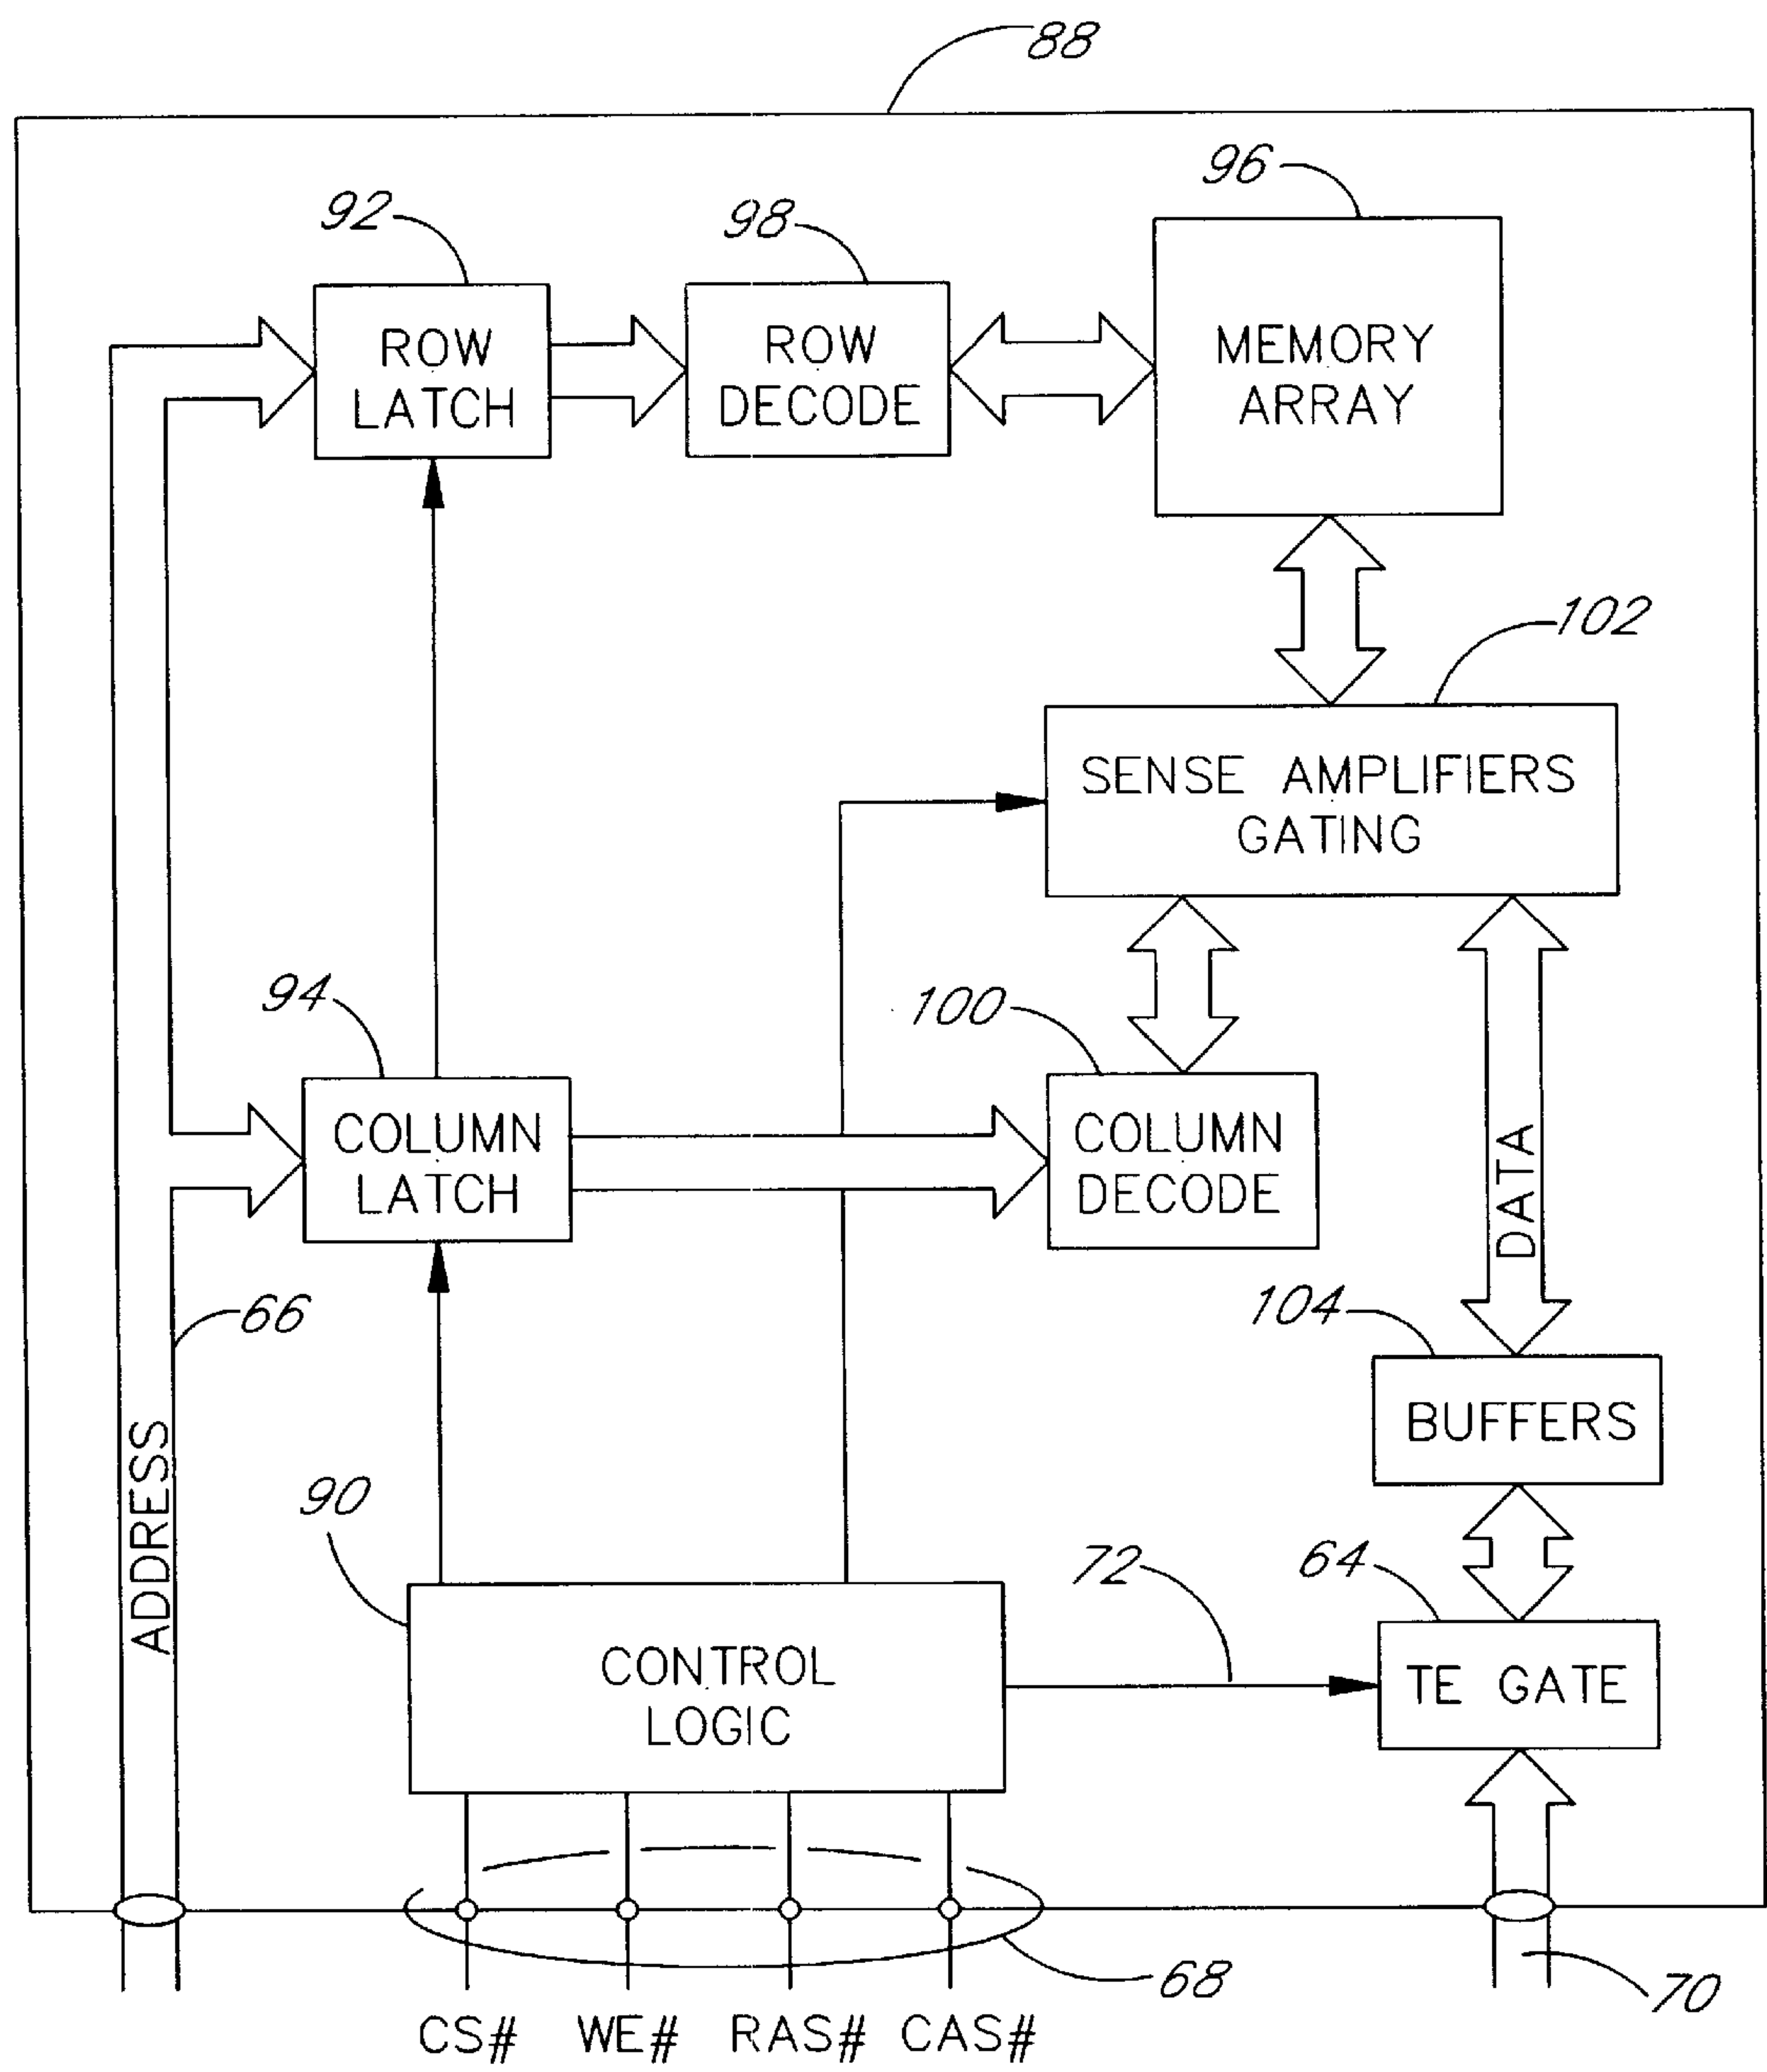 88
96
92
98
ROW
LATCH
ROW
DECODE
MEMORY
ARRAY
102
SENSE AMPLIFIERS
GATING
94
100
COLUMN
LATCH
COLUMN
DECODE
DATA
66
104
BUFFERS
ADDRESS
90
72
64
CONTROL
LOGIC
TE GATE
68
70
CS# WE# RAS# CAS#